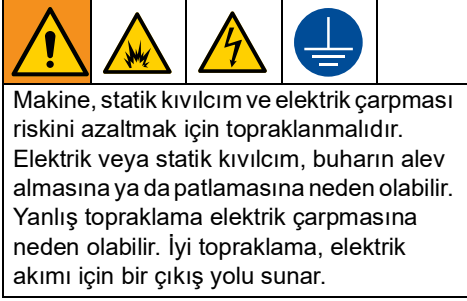 Makine, statik kıvılcım ve elektrik çarpması
riskini azaltmak için topraklanmalıdır.
Elektrik veya statik kıvılcım, buharın alev
almasına ya da patlamasına neden olabilir.
Yanlış topraklama elektrik çarpmasına
neden olabilir. İyi topraklama, elektrik
akımı için bir çıkış yolu sunar.